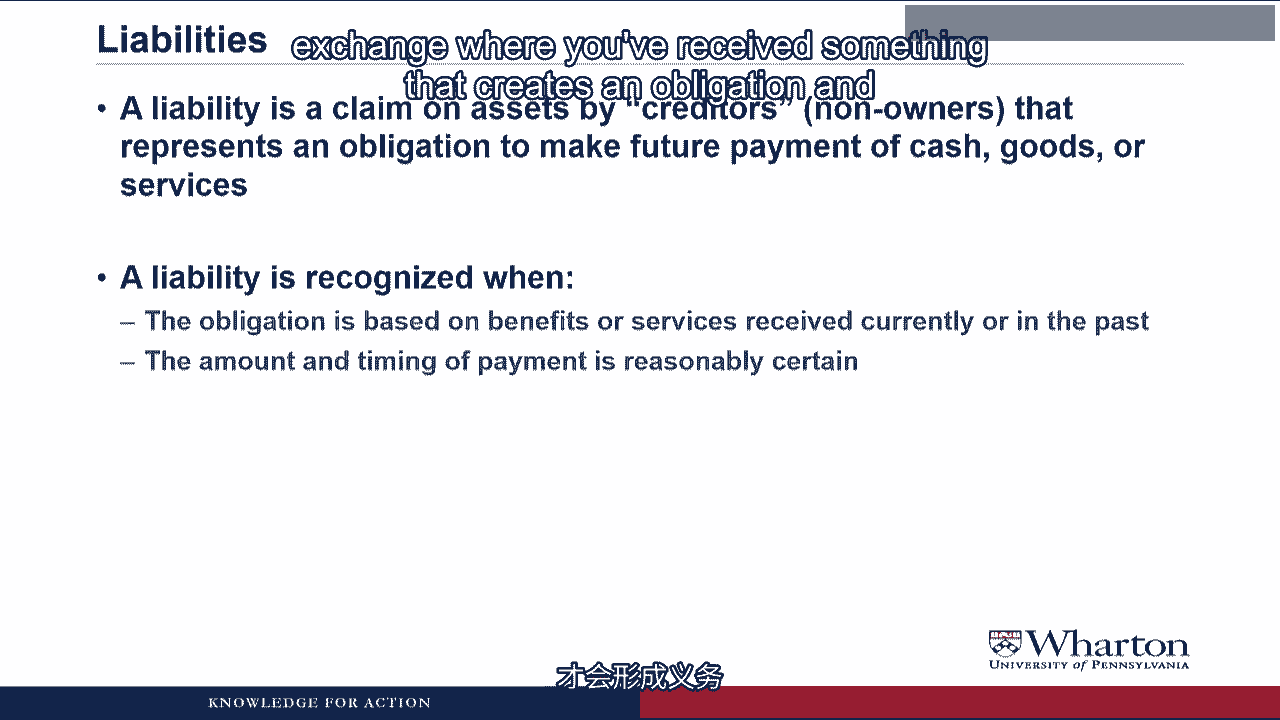 Liabilities
exchange where you've received something
that creates an obligation and
• A liability is a claim on assets by “creditors” (non-owners) that
represents an obligation to make future payment of cash, goods, or
services
• A liability is recognized when:
– The obligation is based on benefits or services received currently or in the past
– The amount and timing of payment is reasonably certain
Wharton
UNIVERSITY of PENNSYLVANIA
才会形成义务
KNOWLEDGE FOR ACTION